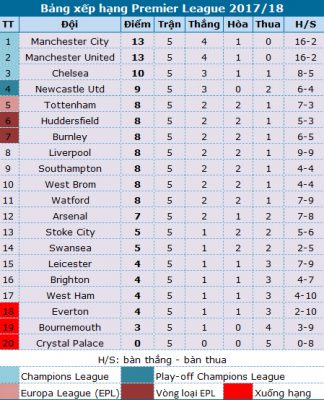 Bảng xếp hạng Premier League 2017/18
TT Đội Điểm Trận Thắng Hòa Thua H/S
1 Manchester City 13 5 4 1 0 16-2
2 Manchester United 13 5 4 1 0 16-2
3 Chelsea 10 5 3 1 1 8-5
4 Newcastle Utd 9 5 3 0 2 6-4
5 Tottenham 8 5 2 2 1 7-3
6 Huddersfield 8 5 2 2 1 5-3
7 Burnley 8 5 2 2 1 6-5
8 Liverpool 8 5 2 2 1 9-9
9 Southampton 8 5 2 2 1 4-4
10 West Brom 8 5 2 2 1 4-4
11 Watford 8 5 2 2 1 7-9
12 Arsenal 7 5 2 1 2 7-8
13 Stoke City 5 5 1 2 2 5-6
14 Swansea 5 5 1 2 2 2-5
15 Leicester 4 5 1 1 3 7-9
16 Brighton 4 5 1 1 3 4-7
17 West Ham 4 5 1 1 3 4-10
18 Everton 4 5 1 1 3 2-10
19 Bournemouth 3 5 1 0 4 3-9
20 Crystal Palace 0 5 0 0 5 0-8
H/S: bàn thắng - bàn thua
Champions League Play-off Champions League
Europa League (EPL) Vòng loại EPL Xuống hạng